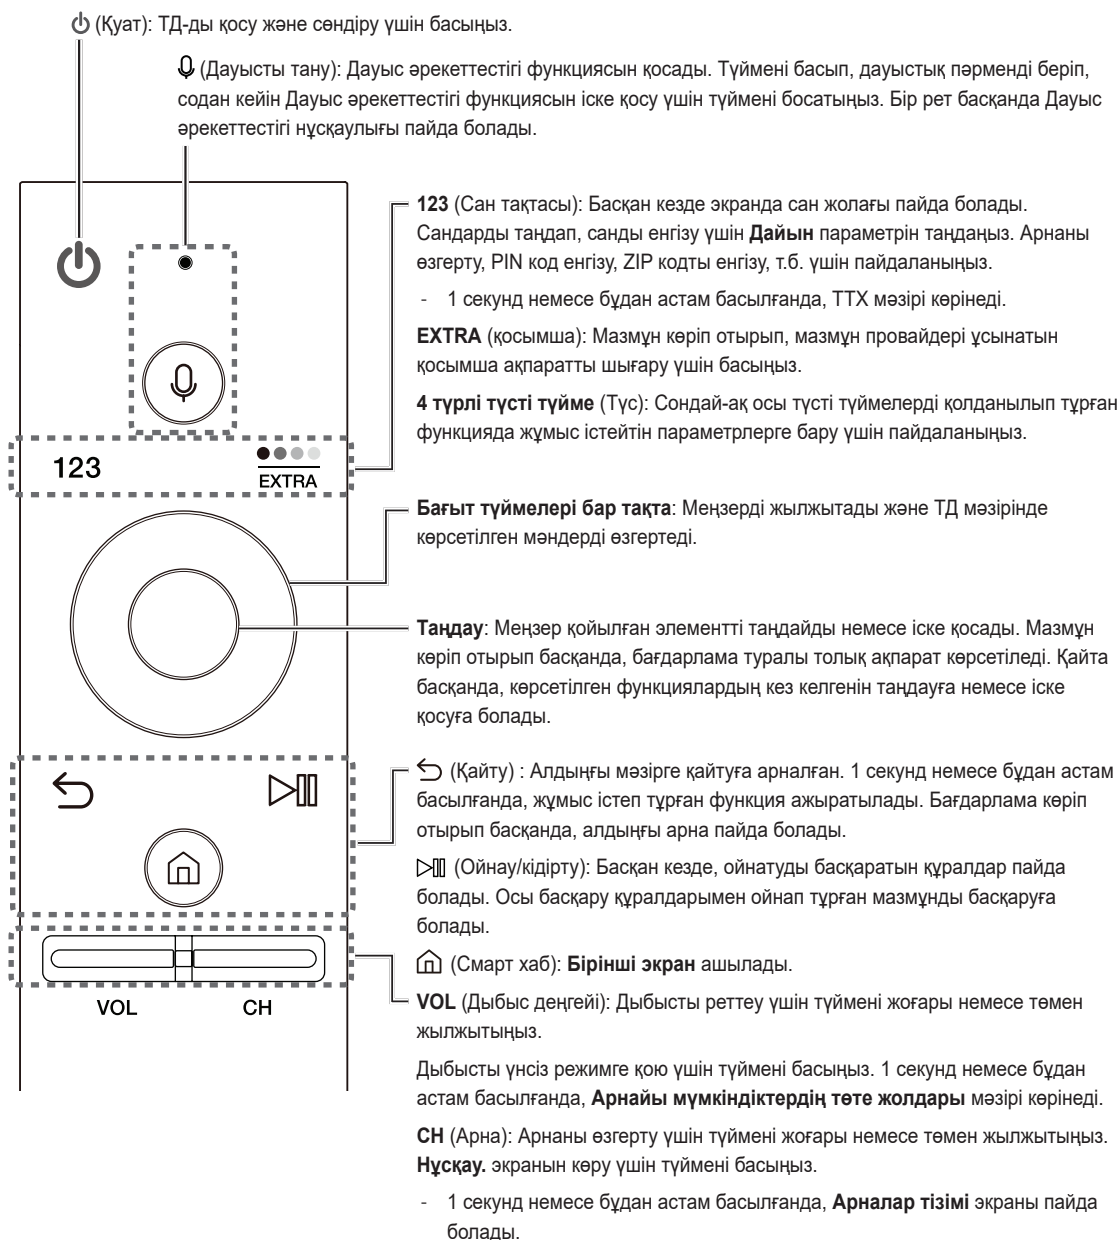 (Қуат): ТД-ды қосу және сөндіру үшін басыңыз.
(Дауысты тану): Дауыс әрекеттестігі функциясын қосады. Түймені басып, дауыстық пәрменді беріп,
содан кейін Дауыс әрекеттестігі функциясын іске қосу үшін түймені босатыңыз. Бір рет басқанда Дауыс
әрекеттестігі нұсқаулығы пайда болады.
123 (Сан тақтасы): Басқан кезде экранда сан жолағы пайда болады.
Сандарды таңдап, санды енгізу үшін Дайын параметрін таңдаңыз. Арнаны
өзгерту, PIN код енгізу, ZIP кодты енгізу, т.б. үшін пайдаланыңыз.
- 1 секунд немесе бұдан астам басылғанда, TTX мәзірі көрінеді.
EXTRA (қосымша): Мазмұн көріп отырып, мазмұн провайдері ұсынатын
қосымша ақпаратты шығару үшін басыңыз.
4 түрлі түсті түйме (Түс): Сондай-ақ осы түсті түймелерді қолданылып тұрған
функцияда жұмыс істейтін параметрлерге бару үшін пайдаланыңыз.
123
EXTRA
Бағыт түймелері бар тақта: Меңзерді жылжытады және ТД мәзірінде
көрсетілген мәндерді өзгертеді.
Таңдау: Меңзер қойылған элементті таңдайды немесе іске қосады. Мазмұн
көріп отырып басқанда, бағдарлама туралы толық ақпарат көрсетіледі. Қайта
басқанда, көрсетілген функциялардың кез келгенін таңдауға немесе іске
қосуға болады.
(Қайту) : Алдыңғы мәзірге қайтуға арналған. 1 секунд немесе бұдан астам
басылғанда, жұмыс істеп тұрған функция ажыратылады. Бағдарлама көріп
отырып басқанда, алдыңғы арна пайда болады.
(Ойнау/кідірту): Басқан кезде, ойнатуды басқаратын құралдар пайда
болады. Осы басқару құралдарымен ойнап тұрған мазмұнды басқаруға
болады.
(Смарт хаб): Бірінші экран ашылады.
VOL CH
VOL (Дыбыс деңгейі): Дыбысты реттеу үшін түймені жоғары немесе төмен
жылжытыңыз.
Дыбысты үнсіз режимге қою үшін түймені басыңыз. 1 секунд немесе бұдан
астам басылғанда, Арнайы мүмкіндіктердің төте жолдары мәзірі көрінеді.
CH (Арна): Арнаны өзгерту үшін түймені жоғары немесе төмен жылжытыңыз.
Нұсқау. экранын көру үшін түймені басыңыз.
- 1 секунд немесе бұдан астам басылғанда, Арналар тізімі экраны пайда
болады.